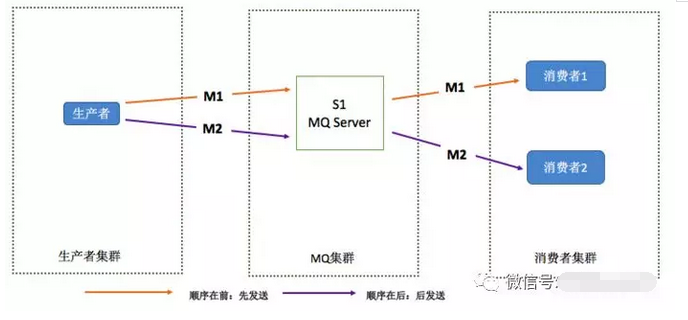 M1
M2
生产者
S1
MQ Server
M1
M2
消费者1
消费者2
生产者集群
MQ集群
消费者集群
顺序在前：先发送
顺序在后：后发送
微信号: